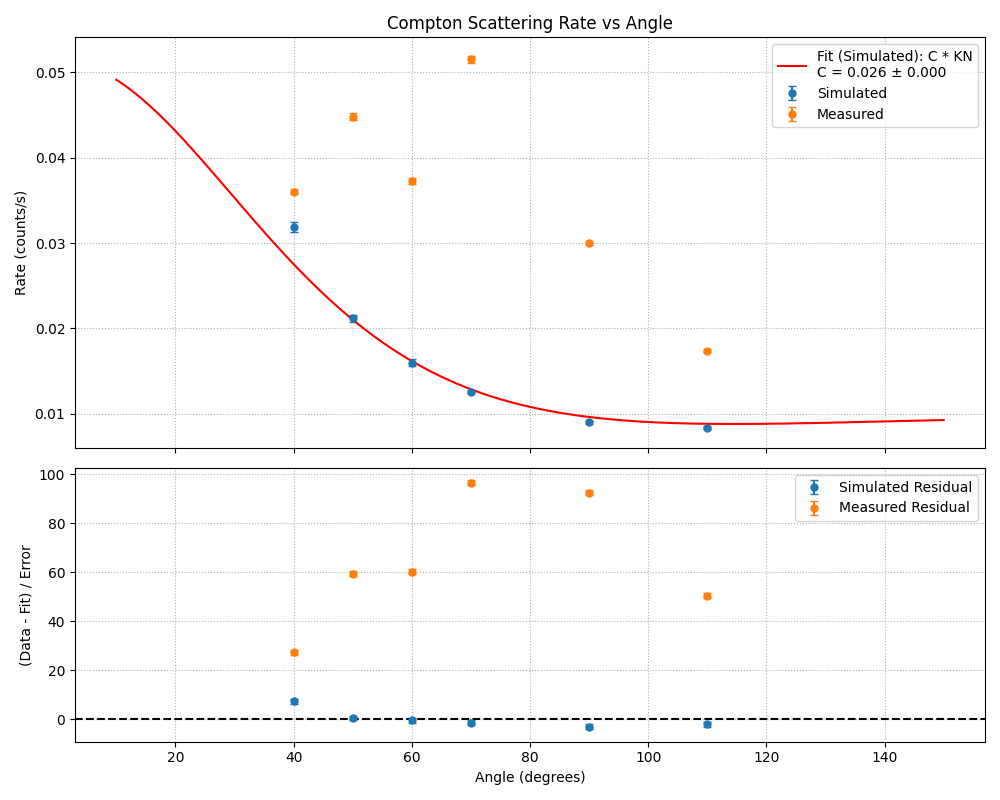 Compton Scattering Rate vs Angle
Rate (counts/s)
0.05
0.04
0.03
0.02
0.01
Fit (Simulated): C * KN
C = 0.026 ± 0.000
Simulated
Measured
(Data - Fit) / Error
100
80
60
40
20
0
Simulated Residual
Measured Residual
20 40 60 80 100 120 140
Angle (degrees)